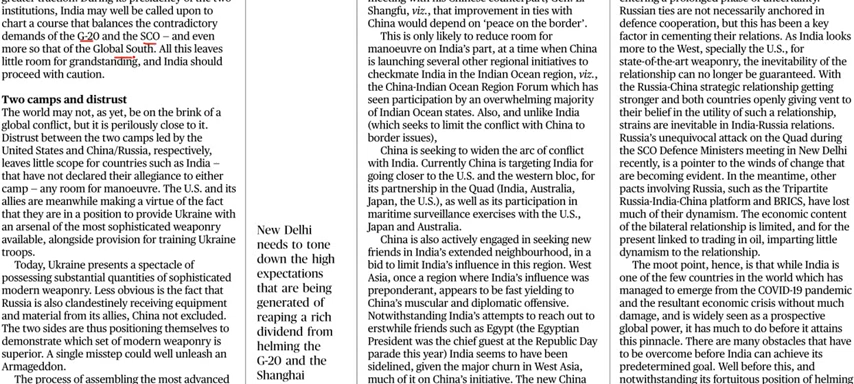 institutions, India may well be called upon to
chart a course that balances the contradictory
demands of the G-20 and the SCO — and even
more so that of the Global South. All this leaves
little room for grandstanding, and India should
proceed with caution.
Two camps and distrust
The world may not, as yet, be on the brink of a
global conflict, but it is perilously close to it.
Distrust between the two camps led by the
United States and China/Russia, respectively,
leaves little scope for countries such as India —
that have not declared their allegiance to either
camp — any room for manoeuvre. The U.S. and its
allies are meanwhile making a virtue of the fact
that they are in a position to provide Ukraine with
an arsenal of the most sophisticated weaponry
available, alongside provision for training Ukraine
troops.
Today, Ukraine presents a spectacle of
possessing substantial quantities of sophisticated
modern weaponry. Less obvious is the fact that
Russia is also clandestinely receiving equipment
and material from its allies, China not excluded.
The two sides are thus positioning themselves to
demonstrate which set of modern weaponry is
superior. A single misstep could well unleash an
Armageddon.
The process of assembling the most advanced
New Delhi
needs to tone
down the high
expectations
that are being
generated of
reaping a rich
dividend from
helming the
G-20 and the
Shanghai
Shangfu, viz., that improvement in ties with
China would depend on 'peace on the border'.
This is only likely to reduce room for
manoeuvre on India's part, at a time when China
is launching several other regional initiatives to
checkmate India in the Indian Ocean region, viz.,
the China-Indian Ocean Region Forum which has
seen participation by an overwhelming majority
of Indian Ocean states. Also, and unlike India
(which seeks to limit the conflict with China to
border issues),
China is seeking to widen the arc of conflict
with India. Currently China is targeting India for
going closer to the U.S. and the western bloc, for
its partnership in the Quad (India, Australia,
Japan, the U.S.), as well as its participation in
maritime surveillance exercises with the U.S.,
Japan and Australia.
China is also actively engaged in seeking new
friends in India's extended neighbourhood, in a
bid to limit India's influence in this region. West
Asia, once a region where India's influence was
preponderant, appears to be fast yielding to
China's muscular and diplomatic offensive.
Notwithstanding India's attempts to reach out to
erstwhile friends such as Egypt (the Egyptian
President was the chief guest at the Republic Day
parade this year) India seems to have been
sidelined, given the major churn in West Asia,
much of it on China's initiative. The new China
Russian ties are not necessarily anchored in
defence cooperation, but this has been a key
factor in cementing their relations. As India looks
more to the West, specially the U.S., for
state-of-the-art weaponry, the inevitability of the
relationship can no longer be guaranteed. With
the Russia-China strategic relationship getting
stronger and both countries openly giving vent to
their belief in the utility of such a relationship,
strains are inevitable in India-Russia relations.
Russia's unequivocal attack on the Quad during
the SCO Defence Ministers meeting in New Delhi
recently, is a pointer to the winds of change that
are becoming evident. In the meantime, other
pacts involving Russia, such as the Tripartite
Russia-India-China platform and BRICS, have lost
much of their dynamism. The economic content
of the bilateral relationship is limited, and for the
present linked to trading in oil, imparting little
dynamism to the relationship.
The moot point, hence, is that while India is
one of the few countries in the world which has
managed to emerge from the COVID-19 pandemic
and the resultant economic crisis without much
damage, and is widely seen as a prospective
global power, it has much to do before it attains
this pinnacle. There are many obstacles that have
to be overcome before India can achieve its
predetermined goal. Well before this, and
notwithstanding its fortuitous position of helming